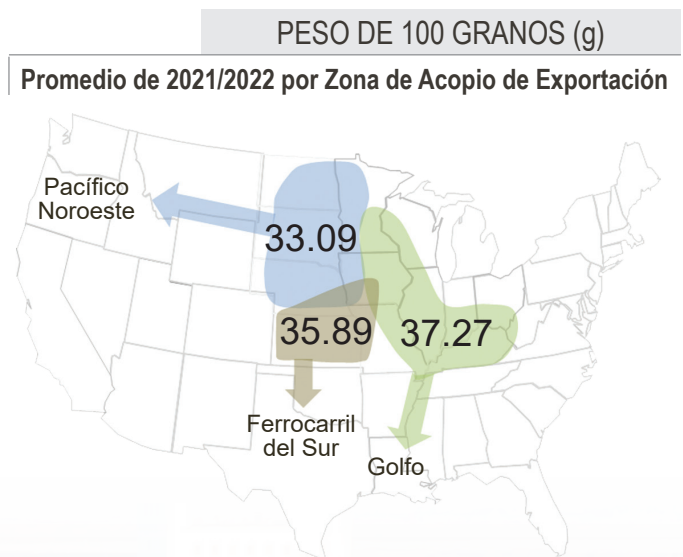 PESO DE 100 GRANOS (g)
Promedio de 2021/2022 por Zona de Acopio de Exportación
Pacífico
Noroeste
33.09
35.89
37.27
Ferrocarril
del Sur
Golfo